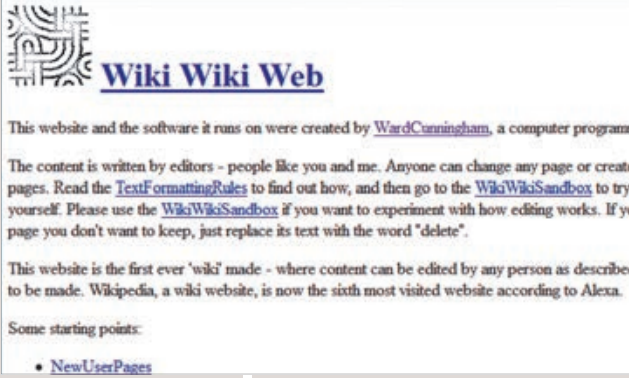 Wiki Wiki Web
This website and the software it runs on were created by WardCunningham, a computer
The content is written by editors - people like you and me. Anyone can change any page or
pages. Read the TextFormattingRules to find out how, and then go to the WikiWikiSandbox to try
yourself. Please use the WikiWikiSandbox if you want to experiment with how editing works. If
page you don't want to keep, just replace its text with the word "delete".
This website is the first ever 'wiki' made - where content can be edited by any person as
to be made. Wikipedia, a wiki website, is now the sixth most visited website according to Alexa.
Some starting points:
• NewUserPages